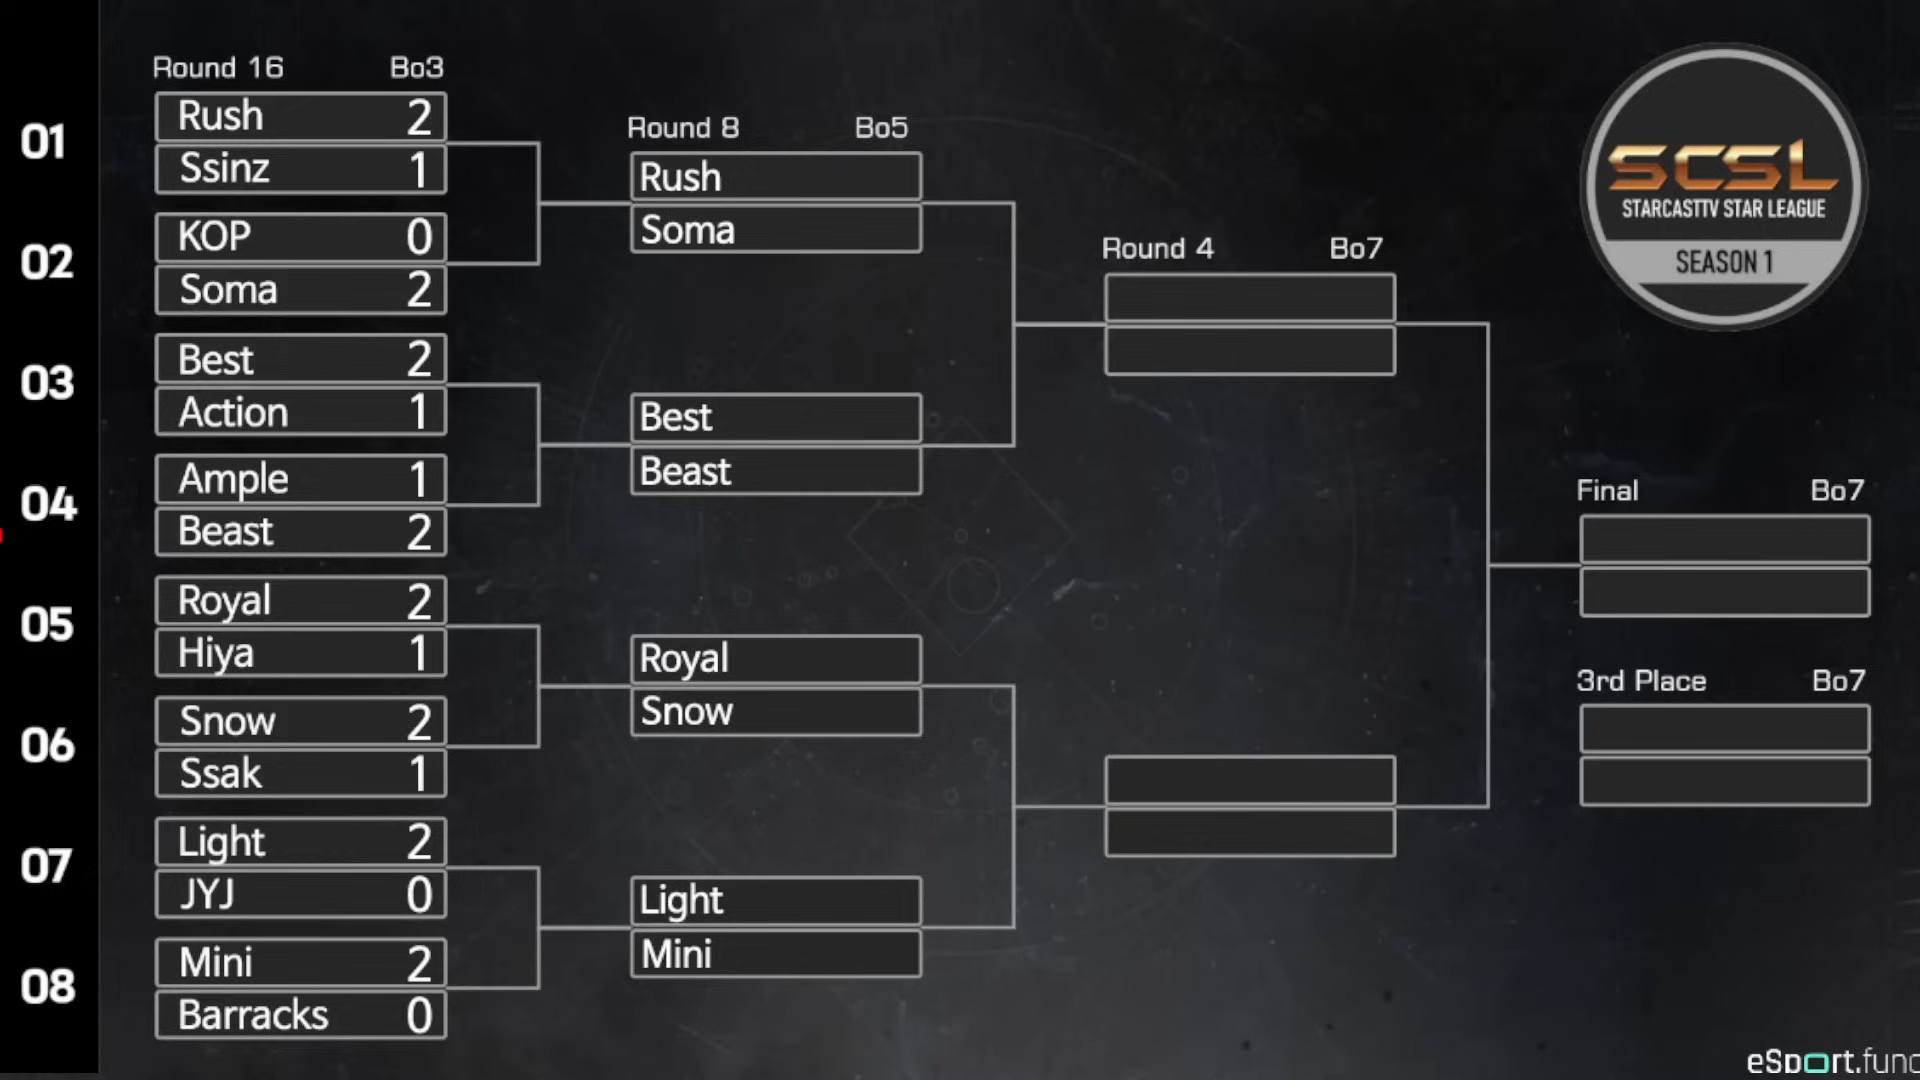 Round 16 Bo3
01
Rush 2
Ssinz 1
02
KOP 0
Soma 2
03
Best 2
Action 1
04
Ample 1
Beast 2
05
Royal 2
Hiya 1
06
Snow 2
Ssak 1
07
Light 2
JYJ 0
08
Mini 2
Barracks 0
Round 8 Bo5
Rush
Soma
Best
Beast
Royal
Snow
Light
Mini
Round 4 Bo7
Final Bo7
3rd Place Bo7
SCSL
STARCASTTV STAR LEAGUE
SEASON 1
eSport.func